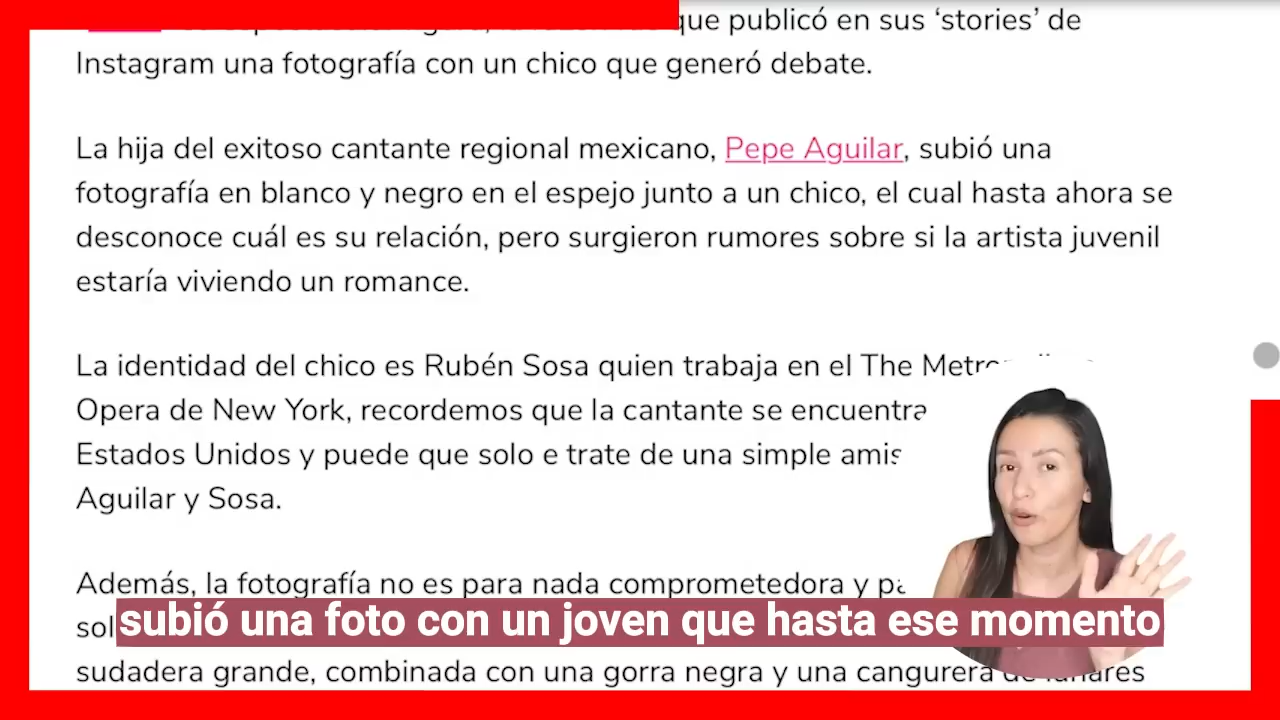 que publicó en sus ‘stories’ de
Instagram una fotografía con un chico que generó debate.
La hija del exitoso cantante regional mexicano, Pepe Aguilar, subió una
fotografía en blanco y negro en el espejo junto a un chico, el cual hasta ahora se
desconoce cuál es su relación, pero surgieron rumores sobre si la artista juvenil
estaría viviendo un romance.
La identidad del chico es Rubén Sosa quien trabaja en el The
Opera de New York, recordemos que la cantante se encuentra
Estados Unidos y puede que solo e trate de una simple
Aguilar y Sosa.
Además, la fotografía no es para nada comprometedora y
subió una foto con un joven que hasta ese momento
sudadera grande, combinada con una gorra negra y una cangurera de lunares